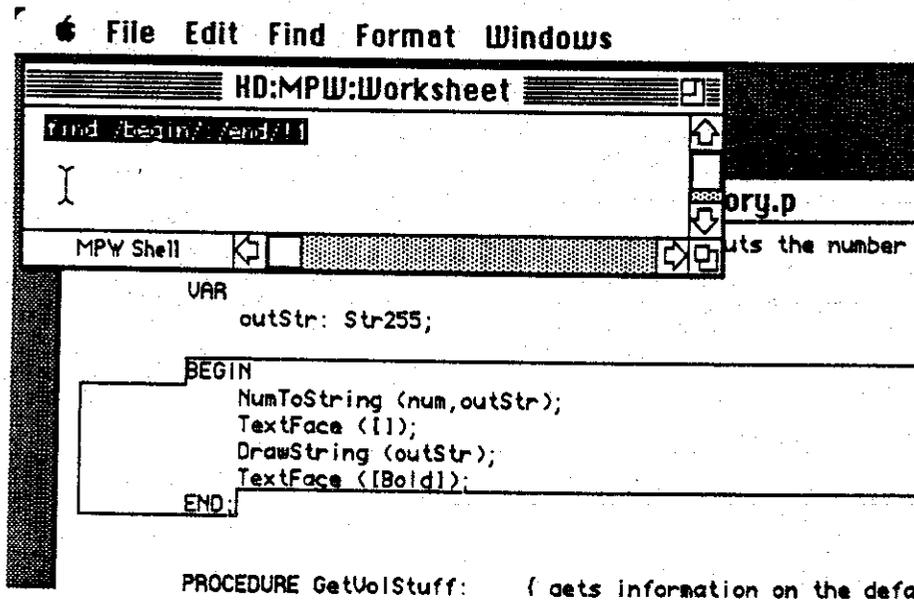 File Edit Find Format Windows
HD:MPW:Worksheet
find /begin/:/end/!1
MPW Shell
ory.p
uts the number
VAR
outStr: Str255;
BEGIN
NumToString (num,outStr);
TextFace ([]);
DrawString (outStr);
TextFace ([Bold]);
END;
PROCEDURE GetVolStuff; { gets information on the defa